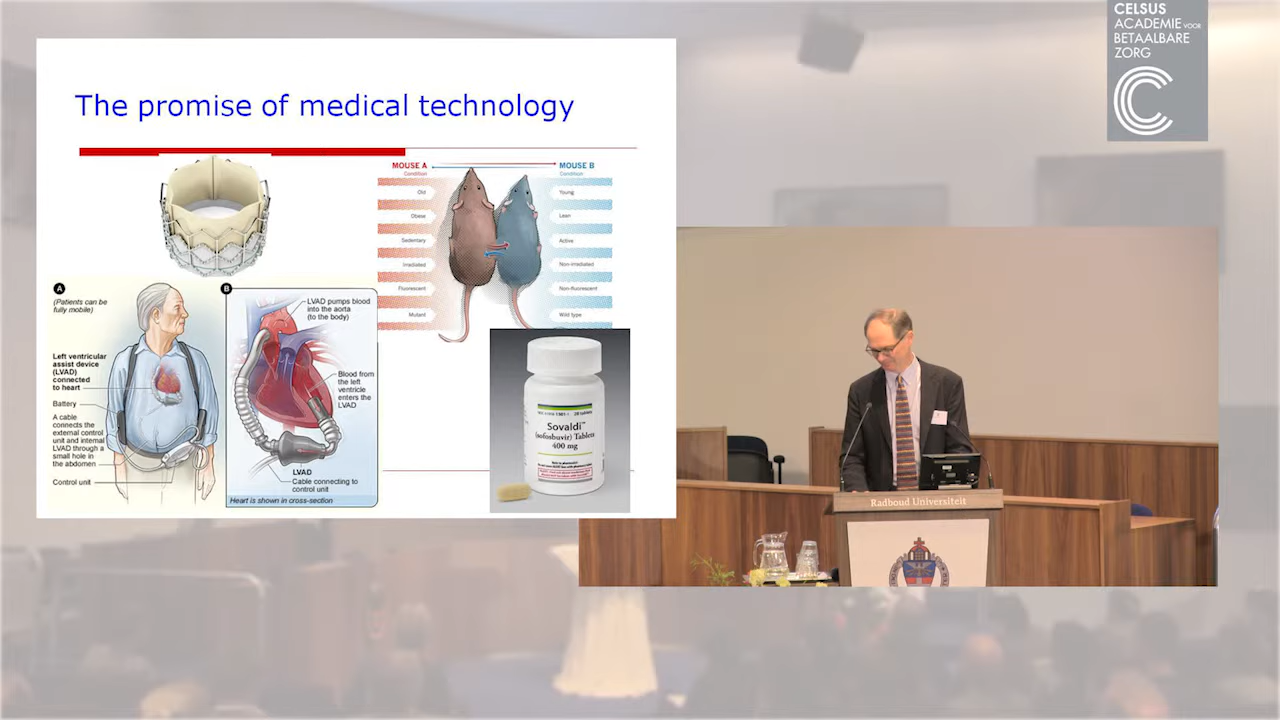 CELSUS
ACADEMIE VOOR
BETAALBARE
ZORG
The promise of medical technology
MOUSE A
Condition
MOUSE B
Condition
Old
Young
Obese
Lean
Sedentary
Active
Irradiated
Non-irradiated
Fluorescent
Non-fluorescent
Mutant
Wild type
A
(Patients can be
fully mobile)
Left ventricular
assist device
(LVAD)
connected
to heart
Battery
A cable
connects the
external control
unit and internal
LVAD through a
small hole in
the abdomen
Control unit
B
LVAD pumps blood
into the aorta
(to the body)
Blood from
the left
ventricle
enters the
LVAD
LVAD
Cable connecting to
control unit
Heart is shown in cross-section
28 tablets
Sovaldi™
(sofosbuvir) Tablets
400 mg
Radboud Universiteit